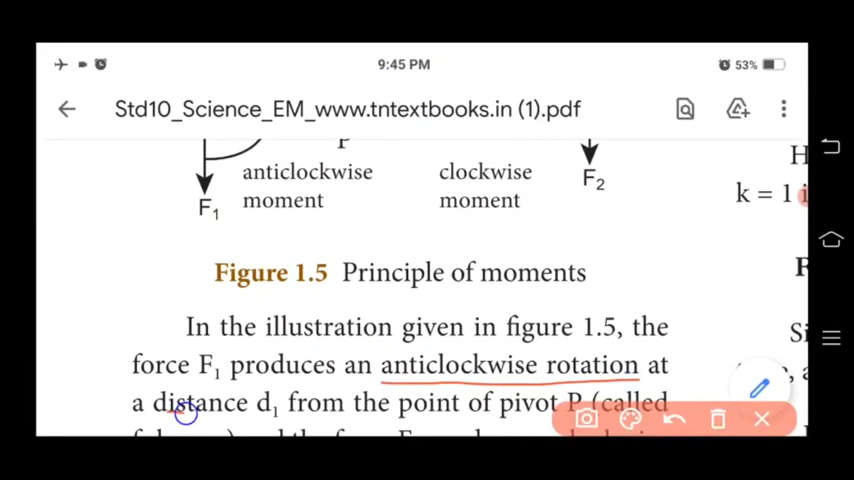 9:45 PM
53%
Std10_Science_EM_www.tntextbooks.in (1).pdf
P
anticlockwise
moment
clockwise
moment
F1
F2
H
k = 1 i
Figure 1.5 Principle of moments
F
In the illustration given in figure 1.5, the
Si
force F1 produces an anticlockwise rotation at
a distance d1 from the point of pivot P (called